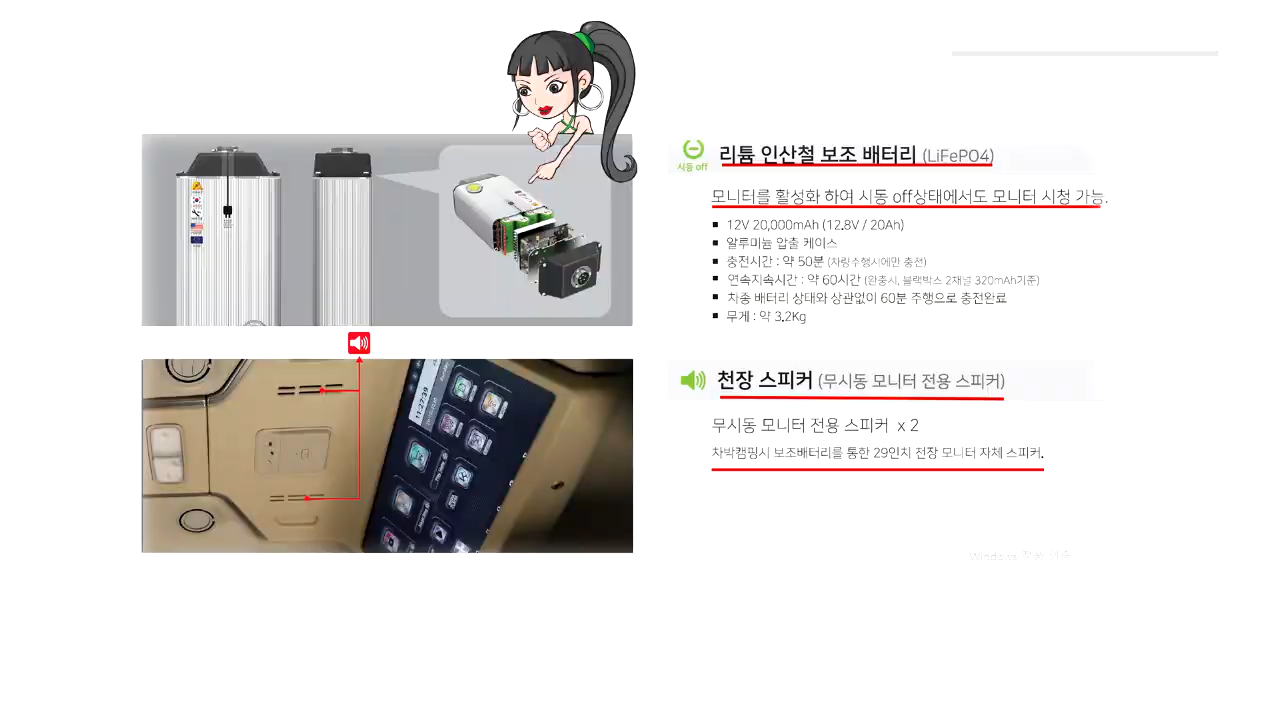 시동 off
리튬 인산철 보조 배터리 (LiFePO4)
모니터를 활성화 하여 시동 off상태에서도 모니터 시청 가능.
■ 12V 20,000mAh (12.8V / 20Ah)
■ 알루미늄 압출 케이스
■ 충전시간 : 약 50분 (차량주행시에만 충전)
■ 연속지속시간 : 약 60시간 (완충시, 블랙박스 2채널 320mAh기준)
■ 차종 배터리 상태와 상관없이 60분 주행으로 충전완료
■ 무게 : 약 3.2Kg
11:27:39
천장 스피커 (무시동 모니터 전용 스피커)
무시동 모니터 전용 스피커 x 2
차박캠핑시 보조배터리를 통한 29인치 천장 모니터 자체 스피커.